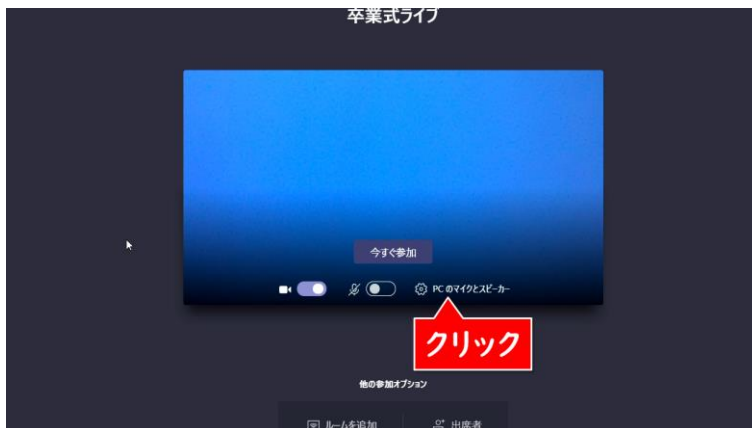 卒業式ライブ
今すぐ参加
PC のマイクとスピーカー
クリック
他の参加オプション
ルームを追加
出席者